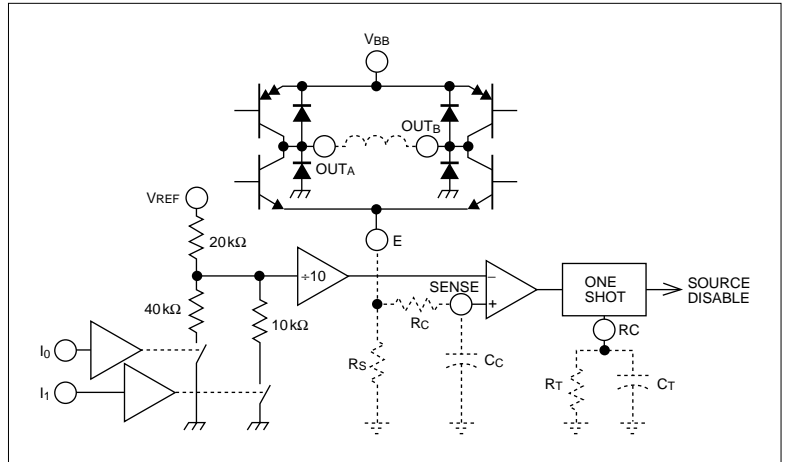 VBB
OUTA
OUTB
VREF
20kΩ
E
÷10
−
+
SENSE
ONE
SHOT
SOURCE
DISABLE
40kΩ
10kΩ
RC
RC
I0
RS
CC
RT
CT
I1